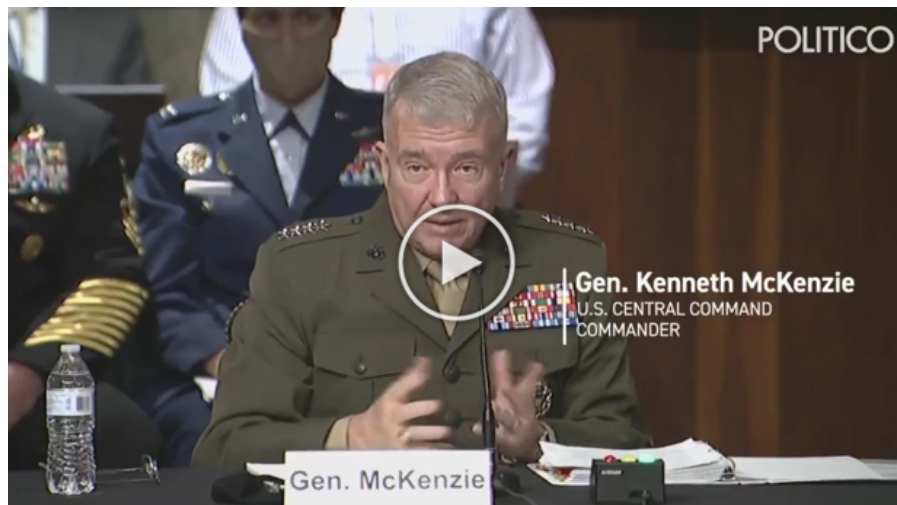 POLITICO
Gen. Kenneth McKenzie
U.S. CENTRAL COMMAND
COMMANDER
Gen. McKenzie